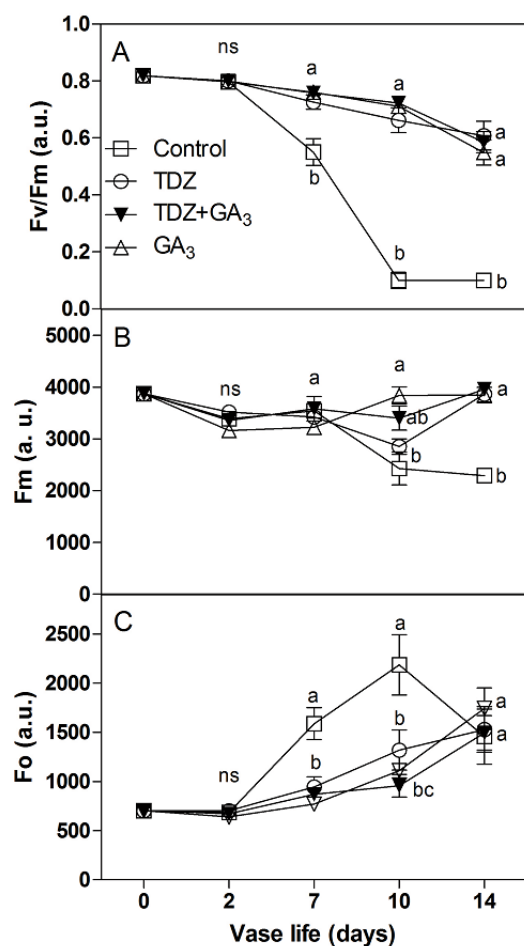 1.0
A
ns
a
a
0.8
0.6
a
Control
a
Fv/Fm (a.u.)
TDZ
b
0.4
TDZ+GA3
b
0.2
GA3
b
0.0
5000
B
ns
a
a
4000
a
ab
3000
b
Fm (a. u.)
2000
b
1000
0
2500
C
a
2000
a
1500
b
a
Fo (a.u.)
b
1000
ns
bc
500
0
0 2 7 10 14
Vase life (days)